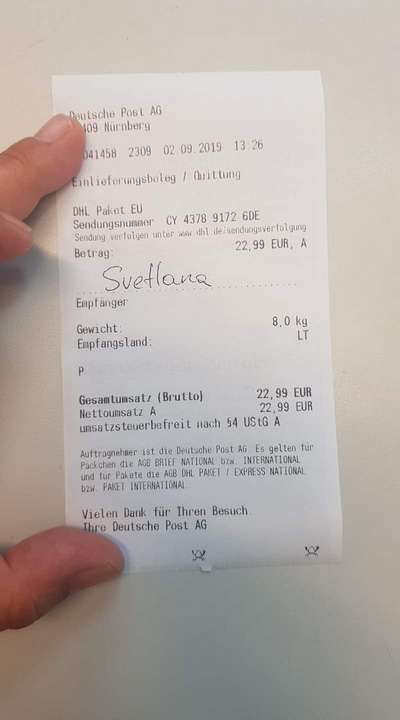 Deutsche Post AG
409 Nürnberg
041458 2309 02.09.2019 13:26
Einlieferungsbeleg / Quittung
DHL Paket EU
Sendungsnummer CY 4378 9172 6DE
Sendung verfolgen unter www.dhl.de/sendungsverfolgung
Betrag: 22,99 EUR, A
Svetlana
Empfänger
Gewicht: 8,0 kg
Empfangsland: LT
P
Gesamtumsatz (Brutto) 22,99 EUR
Nettoumsatz A 22,99 EUR
umsatzsteuerbefreit nach §4 UStG A
Auftragnehmer ist die Deutsche Post AG. Es gelten für
Päckchen die AGB BRIEF NATIONAL bzw. INTERNATIONAL
und für Pakete die AGB DHL PAKET / EXPRESS NATIONAL
bzw. PAKET INTERNATIONAL.
Vielen Dank für Ihren Besuch.
Ihre Deutsche Post AG